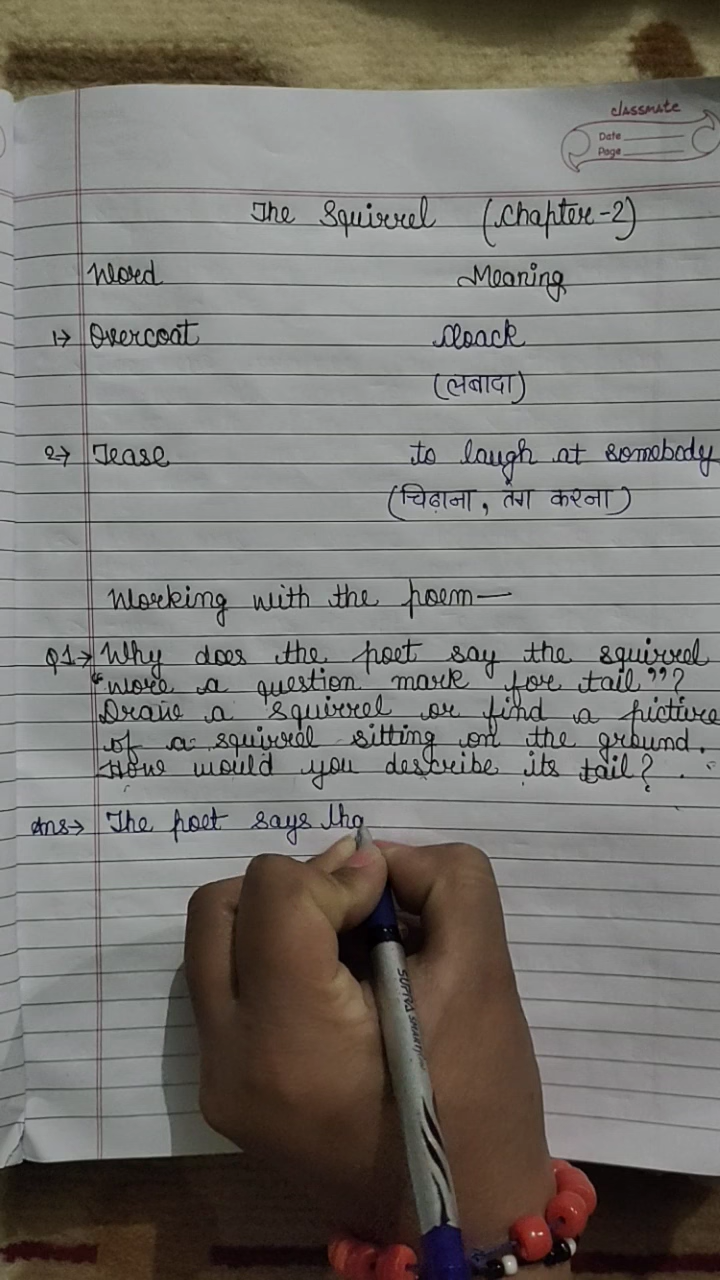 classmate
Date
Page
The Squirrel (Chapter-2)
Word Meaning
1→ Overcoat cloack
(लबादा)
2→ Tease to laugh at somebody
(चिढ़ाना, तंग करना)
Working with the poem—
Q1→ Why does the poet say the squirrel
“wore a question mark for tail”?
Draw a squirrel or find a picture
of a squirrel sitting on the ground.
How would you describe its tail?
Ans→ The poet says tha